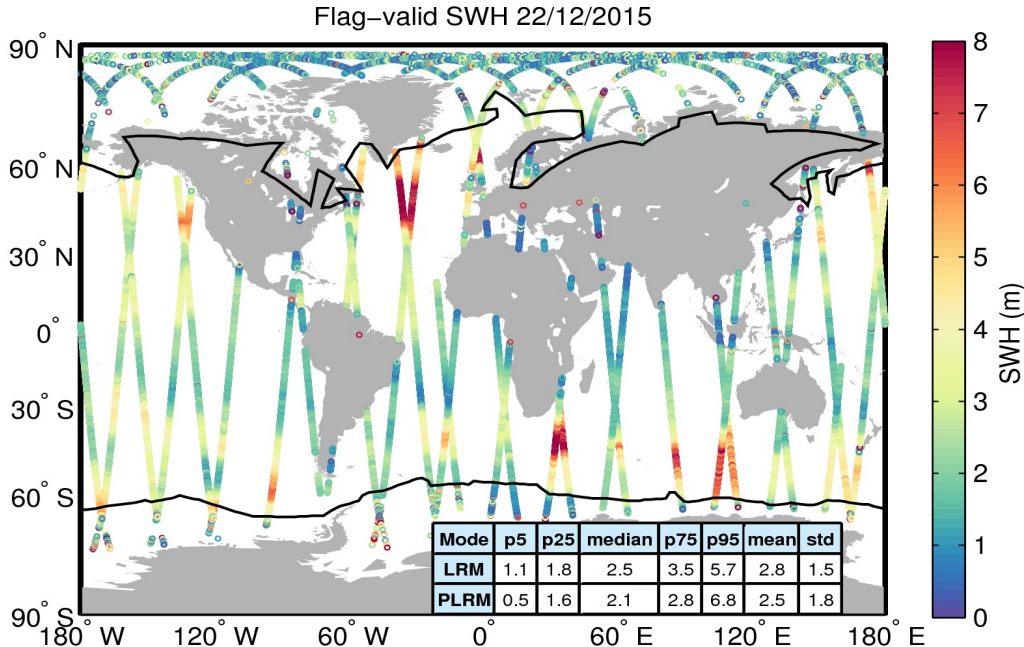 Flag−valid SWH 22/12/2015
90° N
60° N
30° N
0°
30° S
60° S
90° S
180° W
120° W
60° W
0°
60° E
120° E
180° E
Mode p5 p25 median p75 p95 mean std
LRM 1.1 1.8 2.5 3.5 5.7 2.8 1.5
PLRM 0.5 1.6 2.1 2.8 6.8 2.5 1.8
8
7
6
5
4
3
2
1
0
SWH (m)